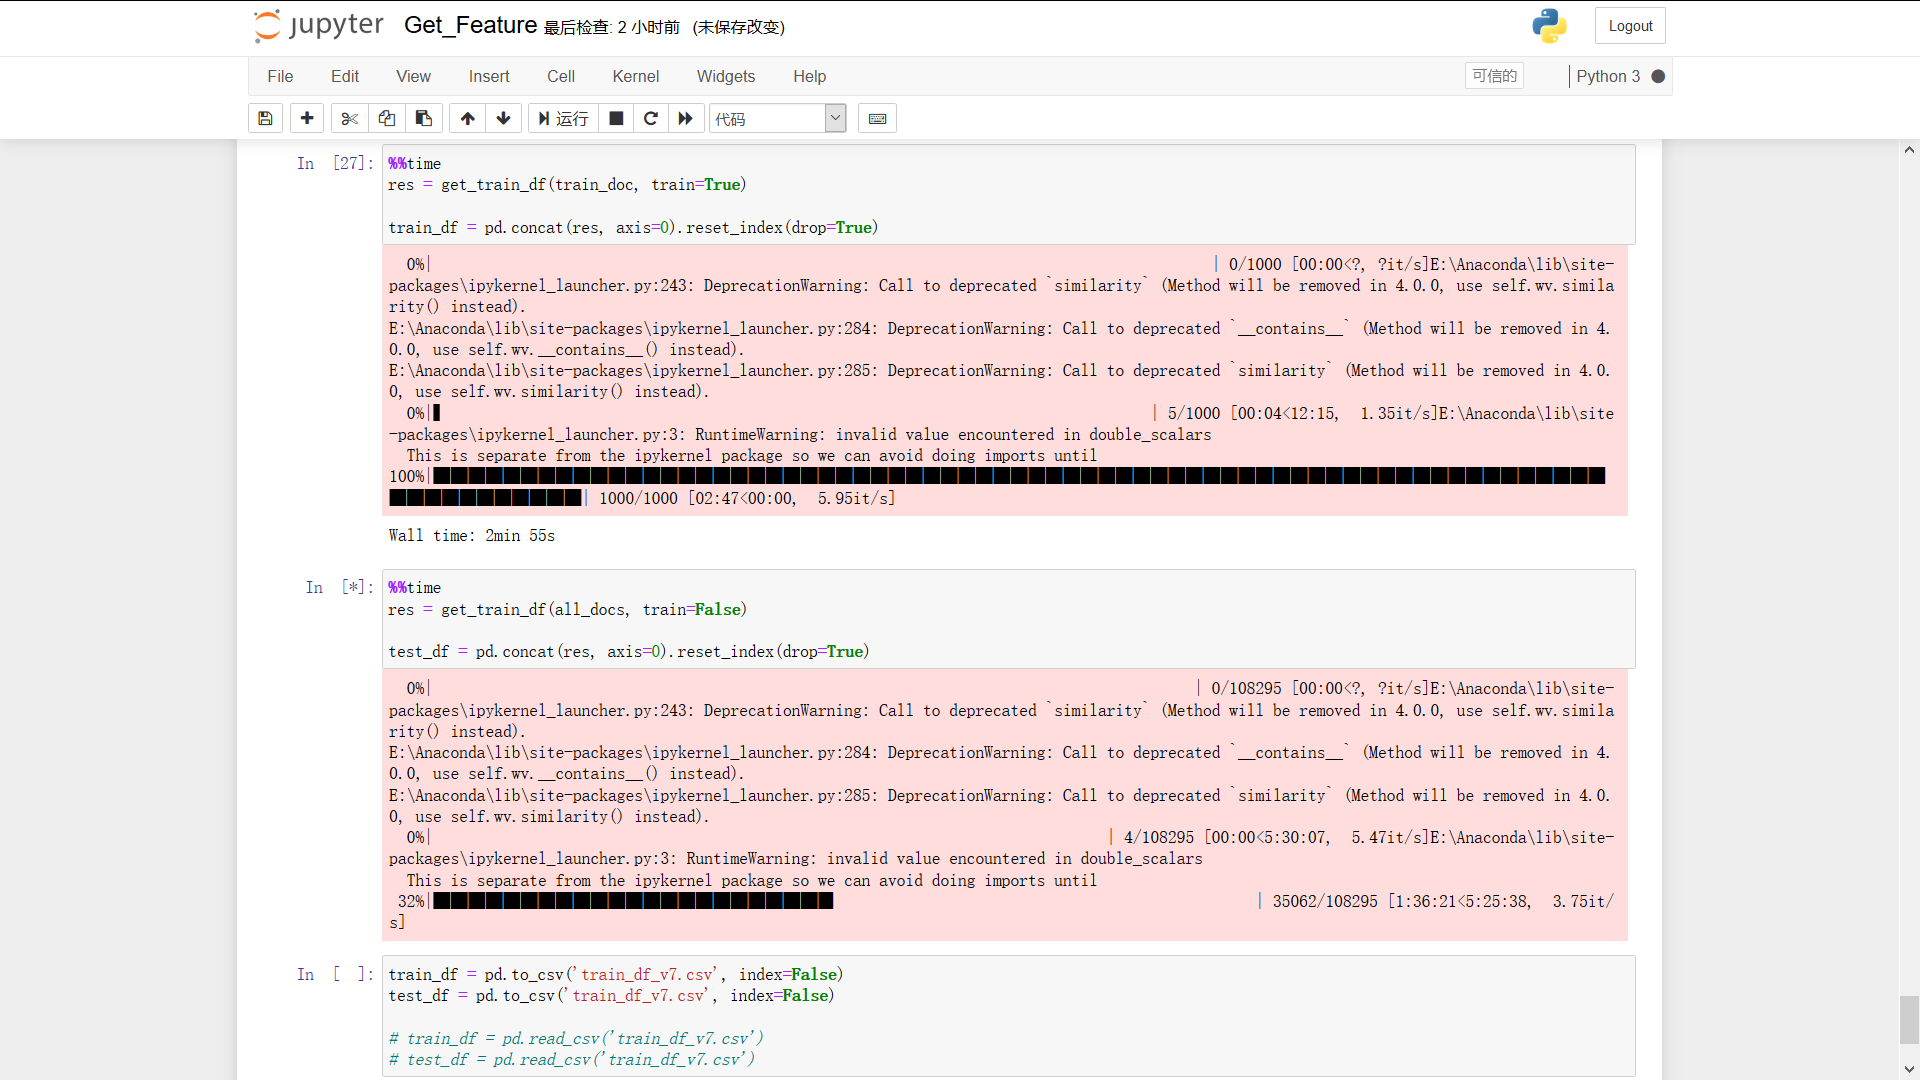 jupyter Get_Feature 最后检查: 2 小时前 (未保存改变) Logout
File Edit View Insert Cell Kernel Widgets Help 可信的 Python 3
运行 代码
In [27]: %%time
res = get_train_df(train_doc, train=True)
train_df = pd.concat(res, axis=0).reset_index(drop=True)
0%| | 0/1000 [00:00<?, ?it/s]E:\Anaconda\lib\site-
packages\ipykernel_launcher.py:243: DeprecationWarning: Call to deprecated `similarity` (Method will be removed in 4.0.0, use self.wv.simila
rity() instead).
E:\Anaconda\lib\site-packages\ipykernel_launcher.py:284: DeprecationWarning: Call to deprecated `__contains__` (Method will be removed in 4.
0.0, use self.wv.__contains__() instead).
E:\Anaconda\lib\site-packages\ipykernel_launcher.py:285: DeprecationWarning: Call to deprecated `similarity` (Method will be removed in 4.0.
0, use self.wv.similarity() instead).
0%| | 5/1000 [00:04<12:15, 1.35it/s]E:\Anaconda\lib\site
-packages\ipykernel_launcher.py:3: RuntimeWarning: invalid value encountered in double_scalars
This is separate from the ipykernel package so we can avoid doing imports until
100%|
| 1000/1000 [02:47<00:00, 5.95it/s]
Wall time: 2min 55s
In [*]: %%time
res = get_train_df(all_docs, train=False)
test_df = pd.concat(res, axis=0).reset_index(drop=True)
0%| | 0/108295 [00:00<?, ?it/s]E:\Anaconda\lib\site-
packages\ipykernel_launcher.py:243: DeprecationWarning: Call to deprecated `similarity` (Method will be removed in 4.0.0, use self.wv.simila
rity() instead).
E:\Anaconda\lib\site-packages\ipykernel_launcher.py:284: DeprecationWarning: Call to deprecated `__contains__` (Method will be removed in 4.
0.0, use self.wv.__contains__() instead).
E:\Anaconda\lib\site-packages\ipykernel_launcher.py:285: DeprecationWarning: Call to deprecated `similarity` (Method will be removed in 4.0.
0, use self.wv.similarity() instead).
0%| | 4/108295 [00:00<5:30:07, 5.47it/s]E:\Anaconda\lib\site-
packages\ipykernel_launcher.py:3: RuntimeWarning: invalid value encountered in double_scalars
This is separate from the ipykernel package so we can avoid doing imports until
32%| | 35062/108295 [1:36:21<5:25:38, 3.75it/
s]
In [ ]: train_df = pd.to_csv('train_df_v7.csv', index=False)
test_df = pd.to_csv('train_df_v7.csv', index=False)
# train_df = pd.read_csv('train_df_v7.csv')
# test_df = pd.read_csv('train_df_v7.csv')